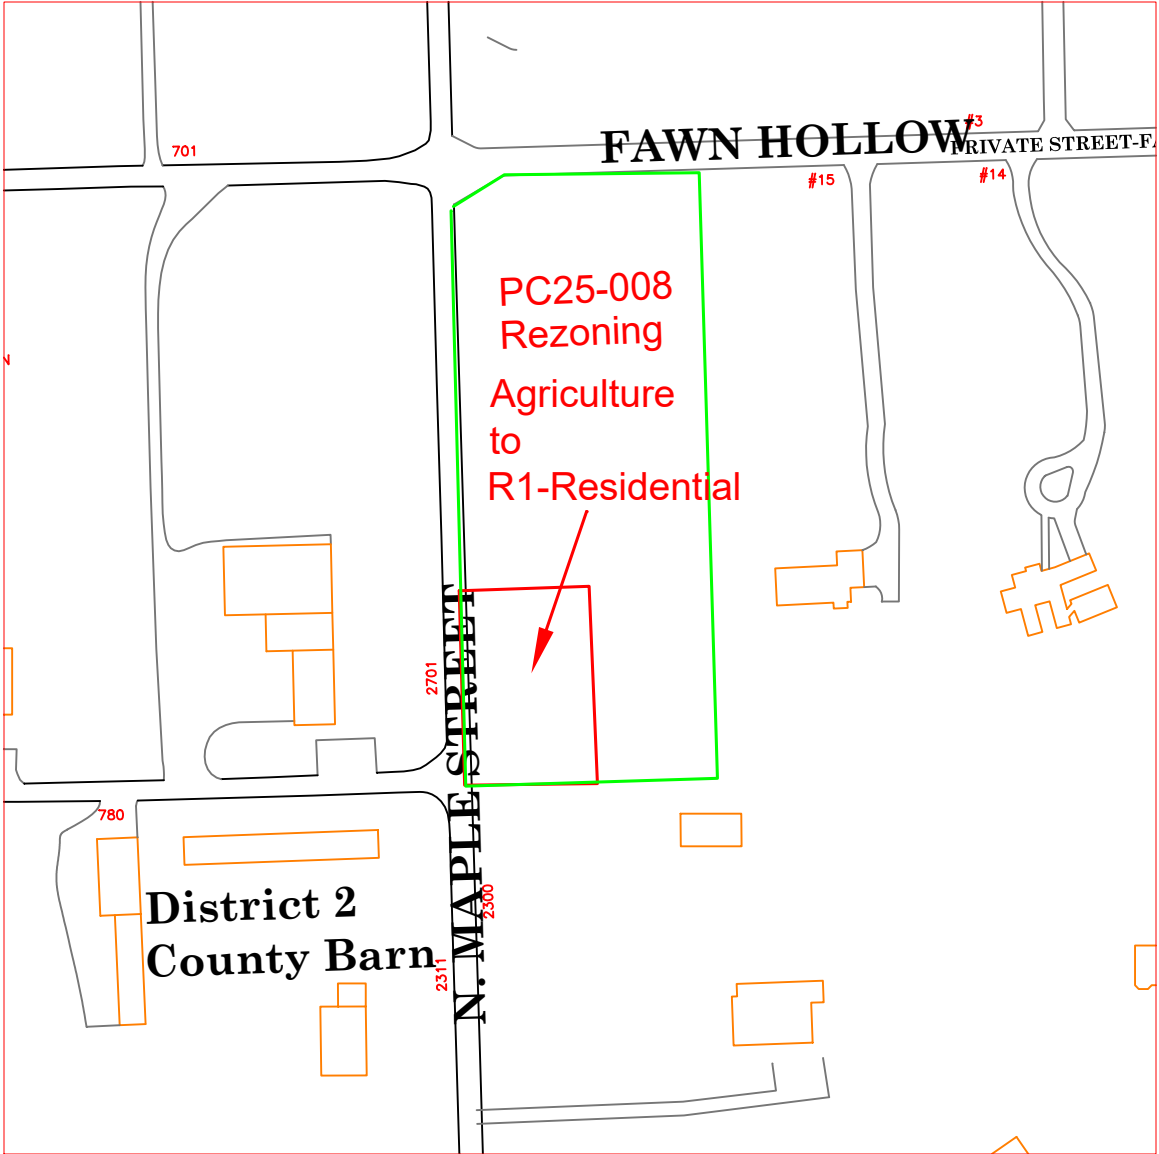 #3
FAWN HOLLOW
PRIVATE STREET-FA
701
#15
#14
PC25-008
Rezoning
N
Agriculture
to
R1-Residential
2701
N. MAPLE STREET
780
District 2
2300
County Barn
2311